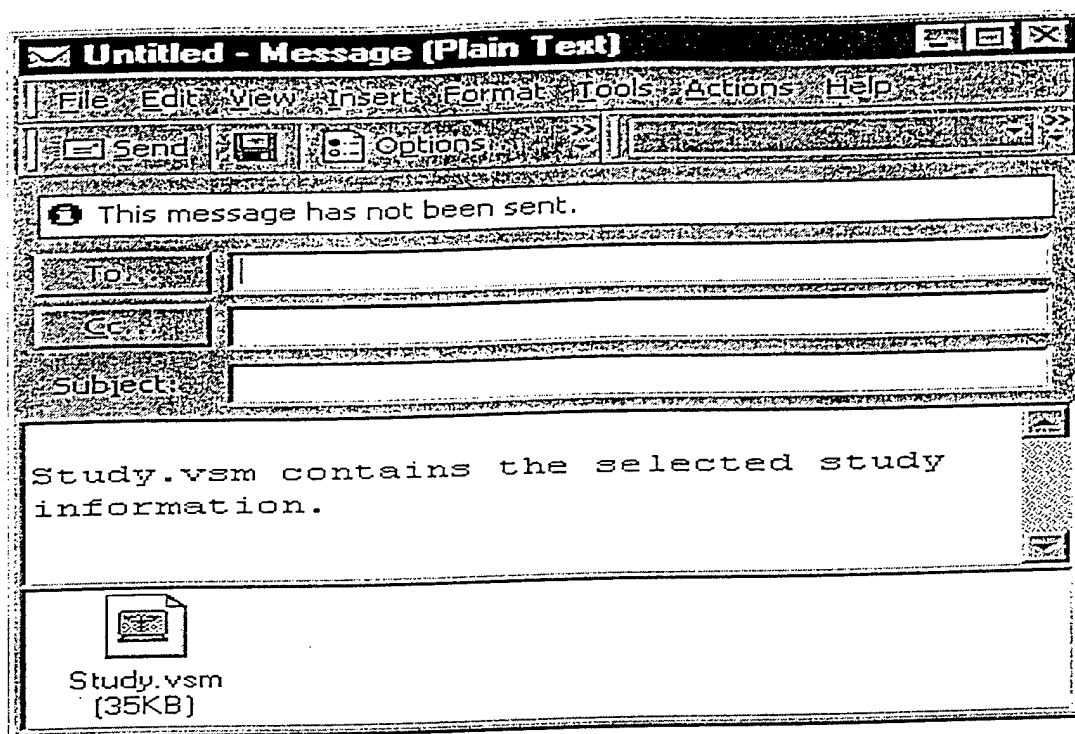 Untitled - Message (Plain Text)
File Edit View Insert Format Tools Actions Help
Send Options
This message has not been sent.
To...
Cc...
Subject:
Study.vsm contains the selected study
information.
Study.vsm
(35KB)